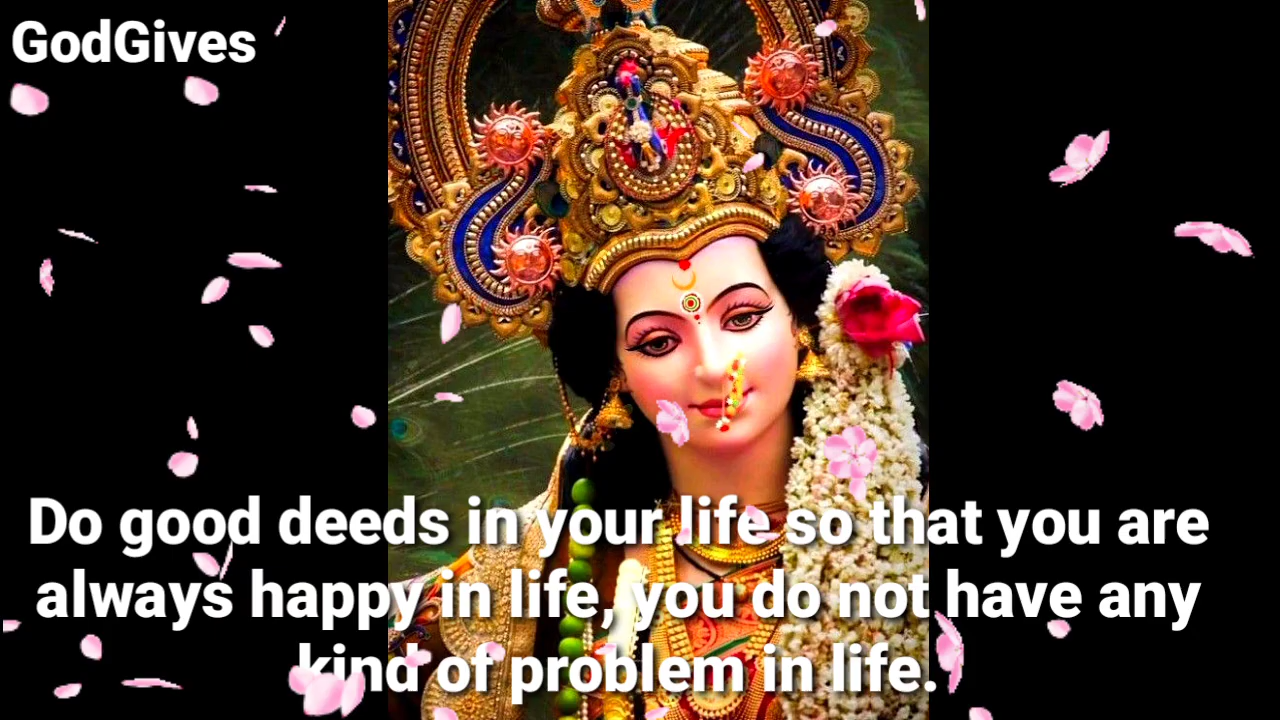 GodGives
Do good deeds in your life so that you are
always happy in life, you do not have any
kind of problem in life.